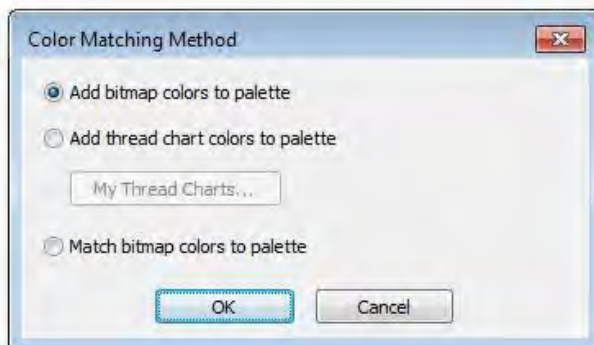 Color Matching Method
Add bitmap colors to palette
Add thread chart colors to palette
My Thread Charts...
Match bitmap colors to palette
OK Cancel